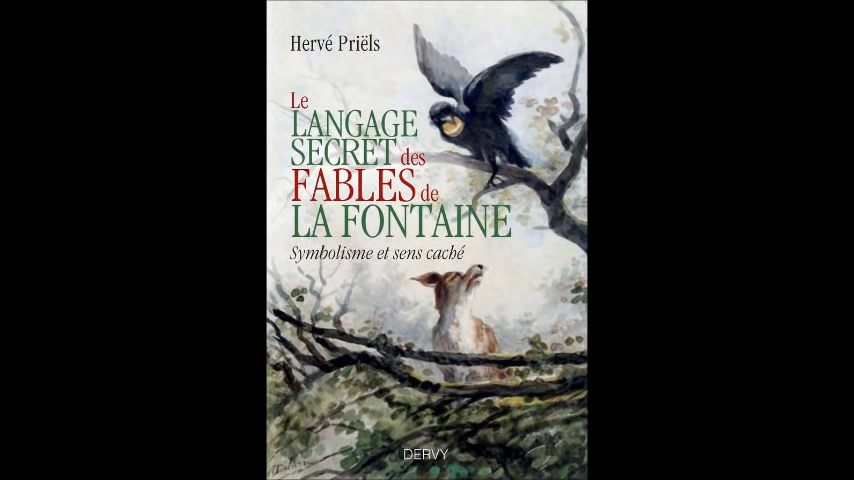 Hervé Priëls
Le
LANGAGE
SECRET des
FABLES de
LA FONTAINE
Symbolisme et sens caché
DERVY